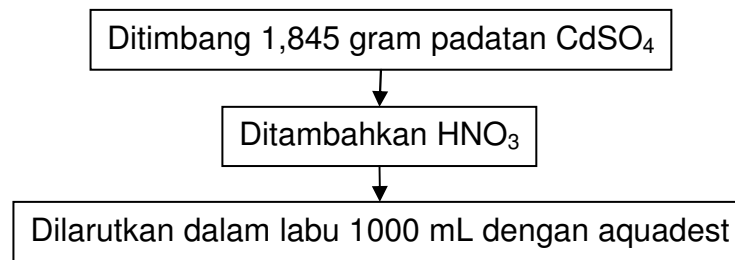 Ditimbang 1,845 gram padatan CdSO₄
Ditambahkan HNO₃
Dilarutkan dalam labu 1000 mL dengan aquadest